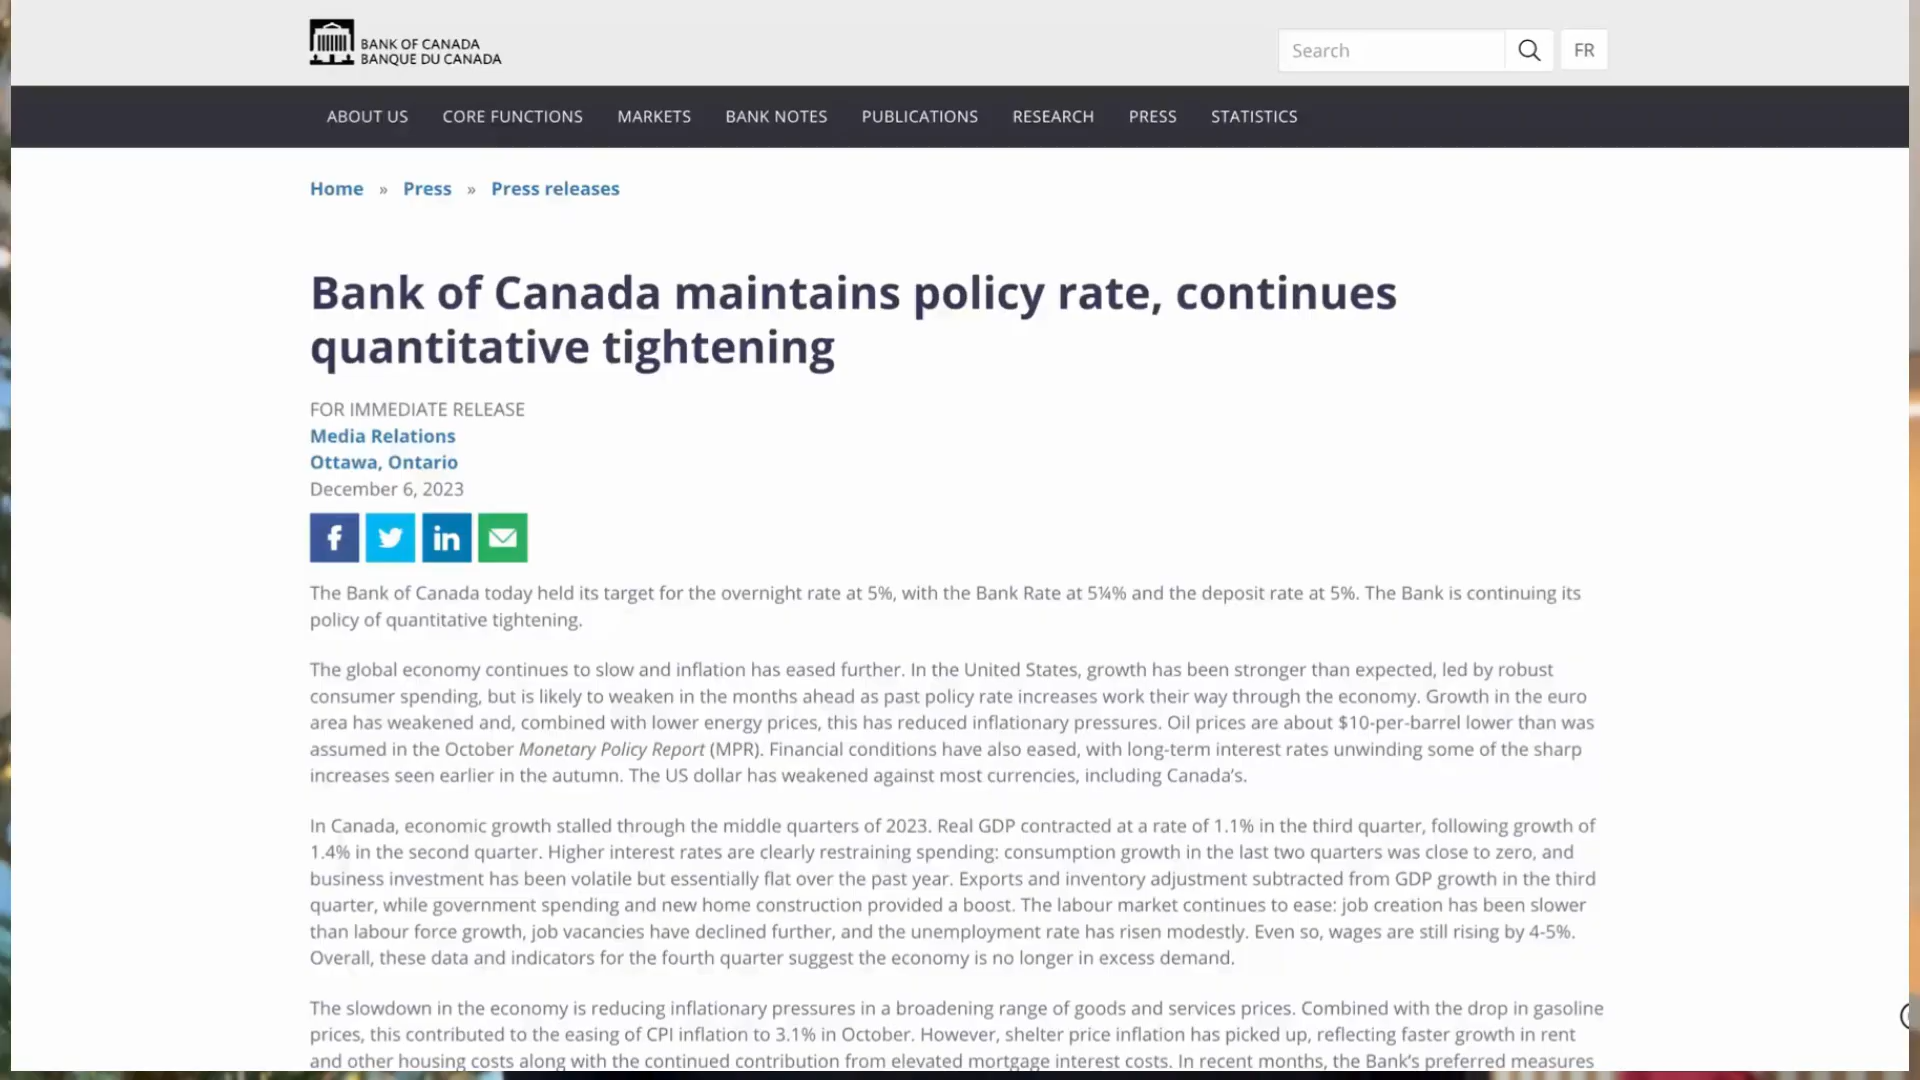 BANK OF CANADA
BANQUE DU CANADA
Search
FR
ABOUT US CORE FUNCTIONS MARKETS BANK NOTES PUBLICATIONS RESEARCH PRESS STATISTICS
Home » Press » Press releases
Bank of Canada maintains policy rate, continues
quantitative tightening
FOR IMMEDIATE RELEASE
Media Relations
Ottawa, Ontario
December 6, 2023
The Bank of Canada today held its target for the overnight rate at 5%, with the Bank Rate at 5¼% and the deposit rate at 5%. The Bank is continuing its
policy of quantitative tightening.
The global economy continues to slow and inflation has eased further. In the United States, growth has been stronger than expected, led by robust
consumer spending, but is likely to weaken in the months ahead as past policy rate increases work their way through the economy. Growth in the euro
area has weakened and, combined with lower energy prices, this has reduced inflationary pressures. Oil prices are about $10-per-barrel lower than was
assumed in the October Monetary Policy Report (MPR). Financial conditions have also eased, with long-term interest rates unwinding some of the sharp
increases seen earlier in the autumn. The US dollar has weakened against most currencies, including Canada’s.
In Canada, economic growth stalled through the middle quarters of 2023. Real GDP contracted at a rate of 1.1% in the third quarter, following growth of
1.4% in the second quarter. Higher interest rates are clearly restraining spending: consumption growth in the last two quarters was close to zero, and
business investment has been volatile but essentially flat over the past year. Exports and inventory adjustment subtracted from GDP growth in the third
quarter, while government spending and new home construction provided a boost. The labour market continues to ease: job creation has been slower
than labour force growth, job vacancies have declined further, and the unemployment rate has risen modestly. Even so, wages are still rising by 4-5%.
Overall, these data and indicators for the fourth quarter suggest the economy is no longer in excess demand.
The slowdown in the economy is reducing inflationary pressures in a broadening range of goods and services prices. Combined with the drop in gasoline
prices, this contributed to the easing of CPI inflation to 3.1% in October. However, shelter price inflation has picked up, reflecting faster growth in rent
and other housing costs along with the continued contribution from elevated mortgage interest costs. In recent months, the Bank’s preferred measures